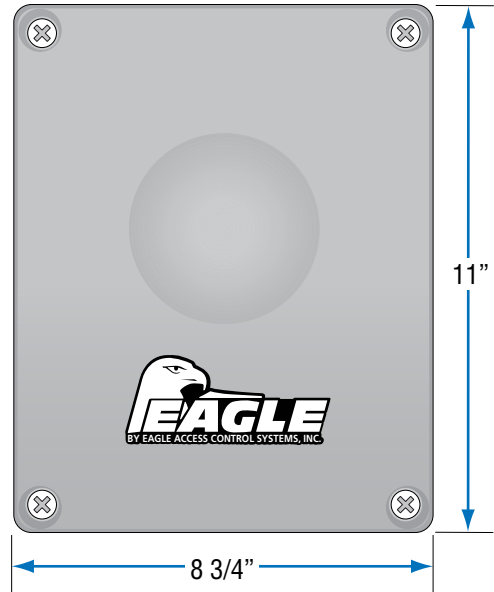 11”
EAGLE
BY EAGLE ACCESS CONTROL SYSTEMS, INC.
8 3/4”